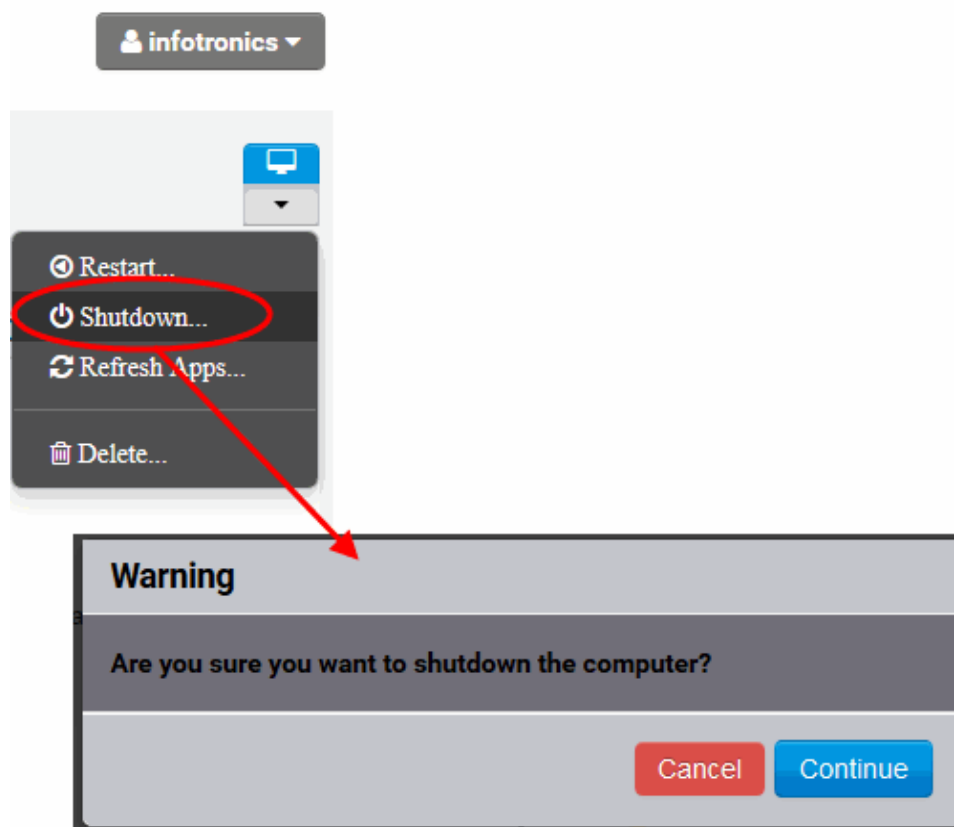 infotronics
Restart...
Shutdown...
Refresh Apps...
Delete...
Warning
a
Are you sure you want to shutdown the computer?
Cancel Continue